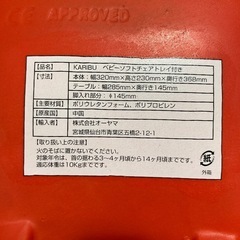 APPROVED
品名 KARIBU ベビーソフトチェアトレイ付き
寸法 本体：幅320mm×高さ230mm×奥行き368mm
テーブル：幅285mm×奥行き145mm
脚入れ部分：φ145mm
主要材質 ポリウレタンフォーム、ポリプロピレン
原産国 中国
輸入者 株式会社オーヤマ
宮城県仙台市青葉区五橋2-12-1
【取り扱い上の注意】
火のそばに置かないでください。
対象年令は、首の据わる3～4ヶ月頃から14ヶ月頃までです。
適応体重は10Kgまでです。
紙
外箱